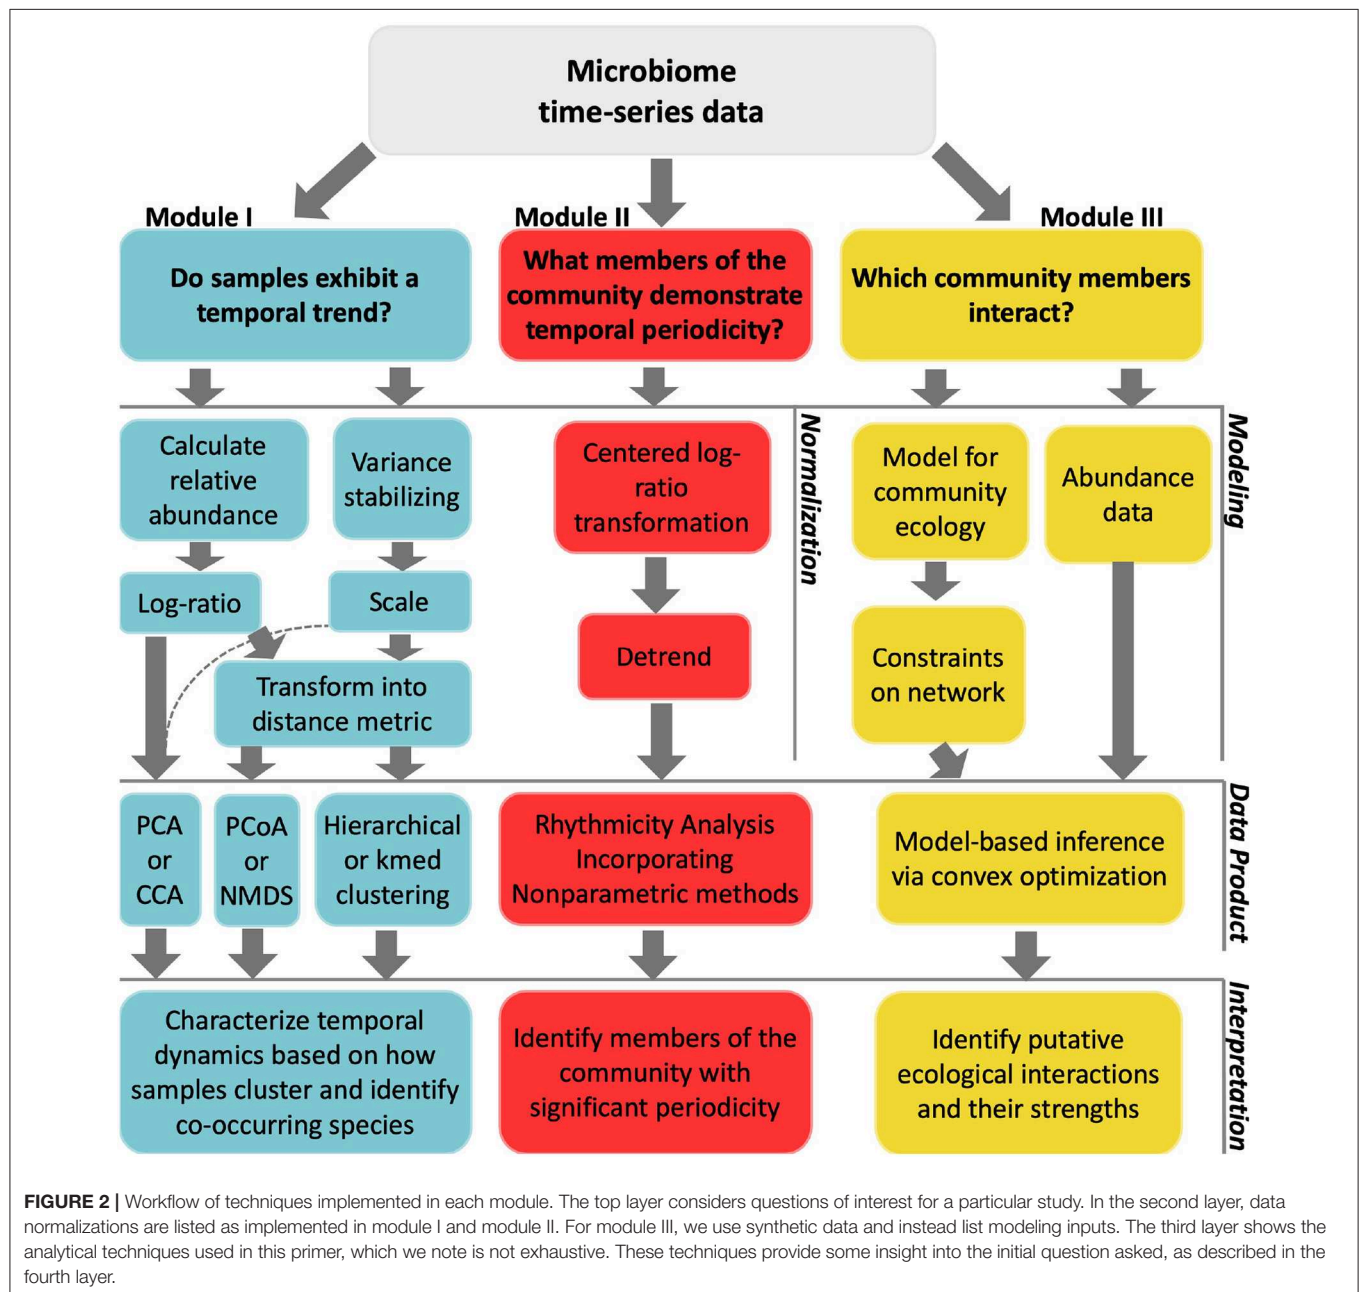 Microbiome
time-series data
Module I
Module II
Module III
Do samples exhibit a
temporal trend?
What members of the
community demonstrate
temporal periodicity?
Which community members
interact?
Calculate
relative
abundance
Variance
stabilizing
Log-ratio
Scale
Transform into
distance metric
Centered log-
ratio
transformation
Detrend
Normalization
Model for
community
ecology
Abundance
data
Constraints
on network
Modeling
PCA
or
CCA
PCoA
or
NMDS
Hierarchical
or kmed
clustering
Rhythmicity Analysis
Incorporating
Nonparametric methods
Model-based inference
via convex optimization
Data Product
Characterize temporal
dynamics based on how
samples cluster and identify
co-occurring species
Identify members of the
community with
significant periodicity
Identify putative
ecological interactions
and their strengths
Interpretation
FIGURE 2 | Workflow of techniques implemented in each module. The top layer considers questions of interest for a particular study. In the second layer, data
normalizations are listed as implemented in module I and module II. For module III, we use synthetic data and instead list modeling inputs. The third layer shows the
analytical techniques used in this primer, which we note is not exhaustive. These techniques provide some insight into the initial question asked, as described in the
fourth layer.